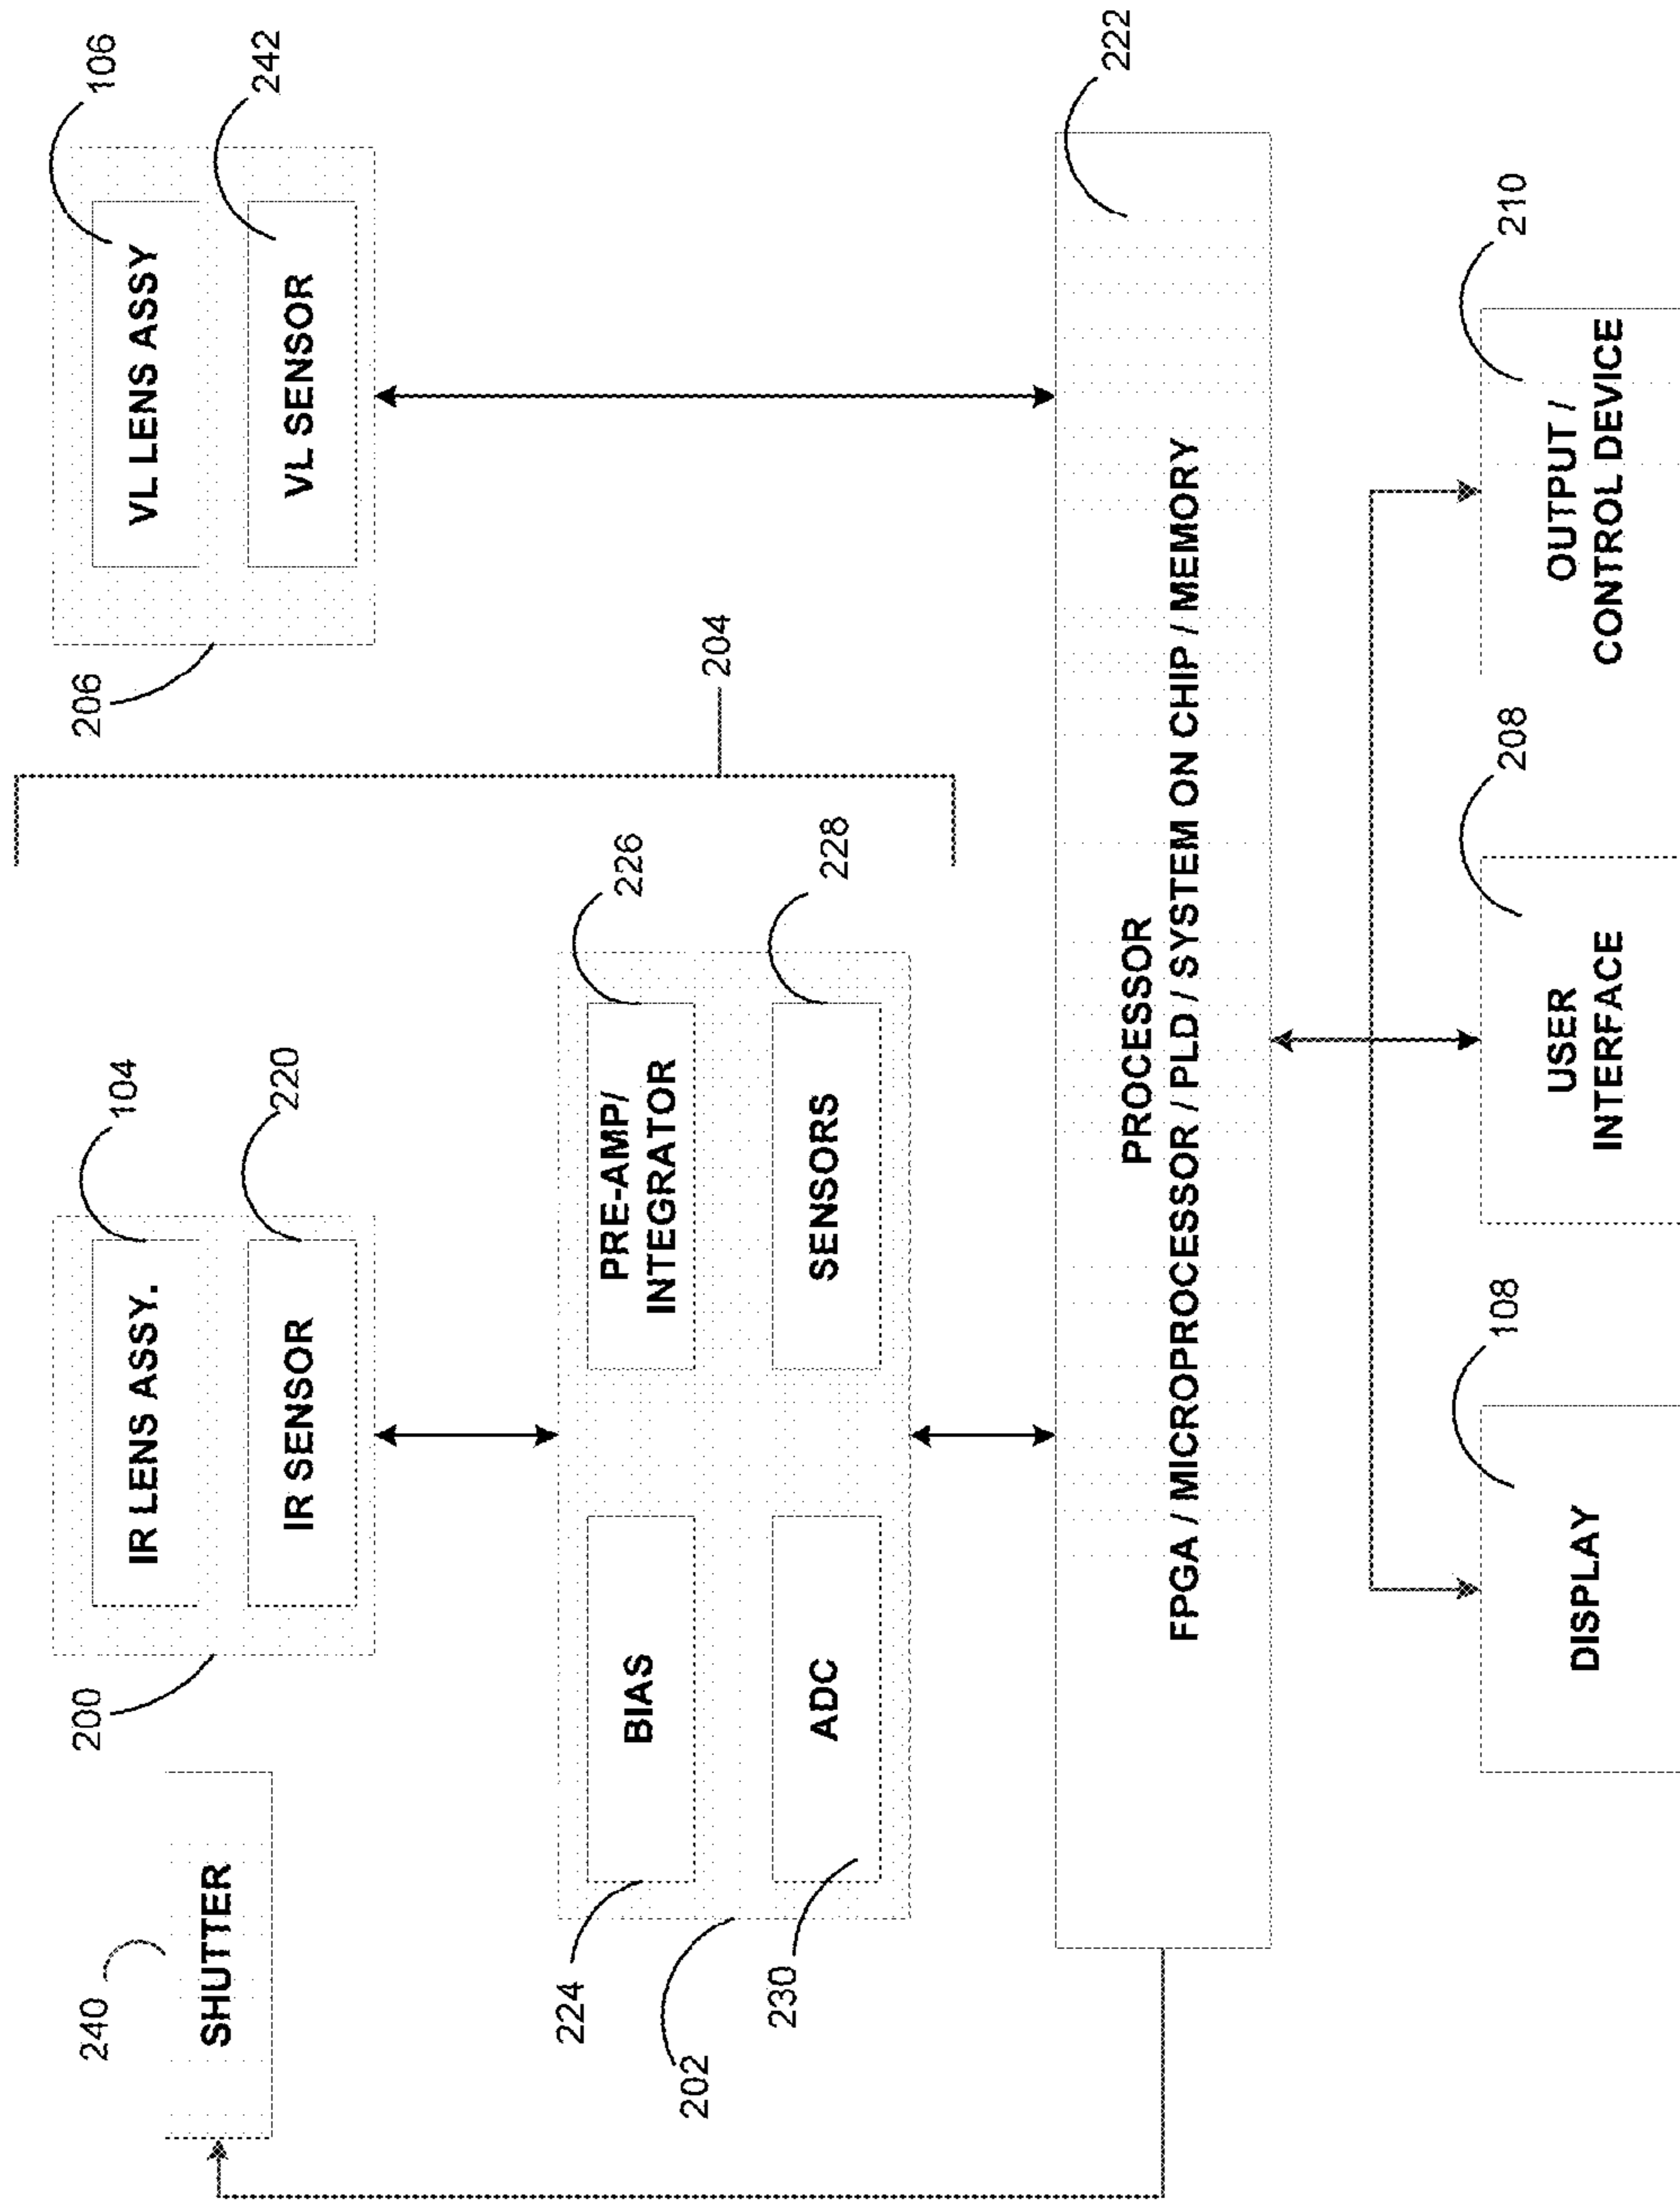 240
SHUTTER
200
IR LENS ASSY.
104
IR SENSOR
220
206
VL LENS ASSY
106
VL SENSOR
242
204
224
BIAS
PRE-AMP/
INTEGRATOR
226
202
230
ADC
SENSORS
228
PROCESSOR
FPGA / MICROPROCESSOR / PLD / SYSTEM ON CHIP / MEMORY
222
DISPLAY
108
USER
INTERFACE
208
OUTPUT /
CONTROL DEVICE
210